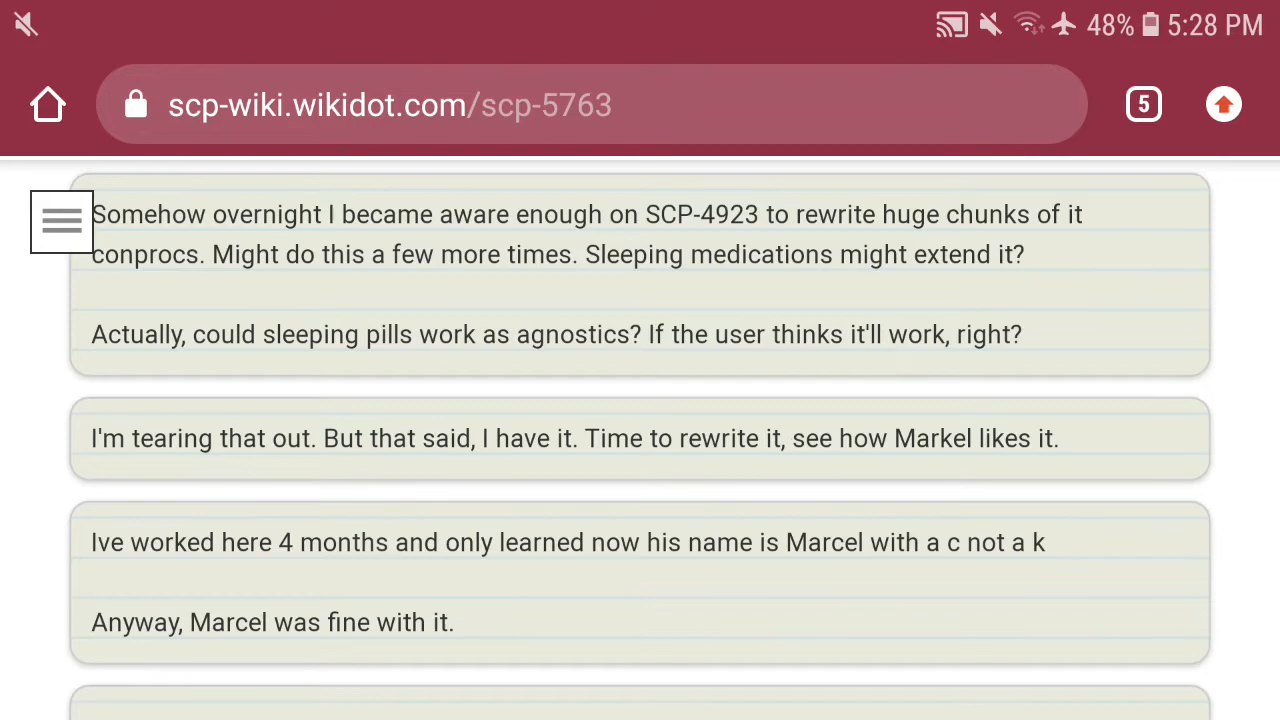 48% 5:28 PM
scp-wiki.wikidot.com/scp-5763
5
Somehow overnight I became aware enough on SCP-4923 to rewrite huge chunks of it
conprocs. Might do this a few more times. Sleeping medications might extend it?
Actually, could sleeping pills work as agnostics? If the user thinks it'll work, right?
I'm tearing that out. But that said, I have it. Time to rewrite it, see how Markel likes it.
Ive worked here 4 months and only learned now his name is Marcel with a c not a k
Anyway, Marcel was fine with it.